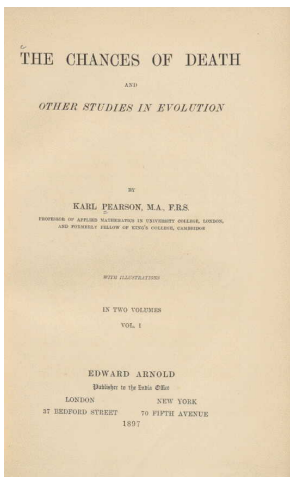 THE CHANCES OF DEATH
AND
OTHER STUDIES IN EVOLUTION
BY
KARL PEARSON, M.A., F.R.S.
PROFESSOR OF APPLIED MATHEMATICS IN UNIVERSITY COLLEGE, LONDON,
AND FORMERLY FELLOW OF KING'S COLLEGE, CAMBRIDGE
WITH ILLUSTRATIONS
IN TWO VOLUMES
VOL. I
EDWARD ARNOLD
Publisher to the India Office
LONDON NEW YORK
37 BEDFORD STREET 70 FIFTH AVENUE
1897